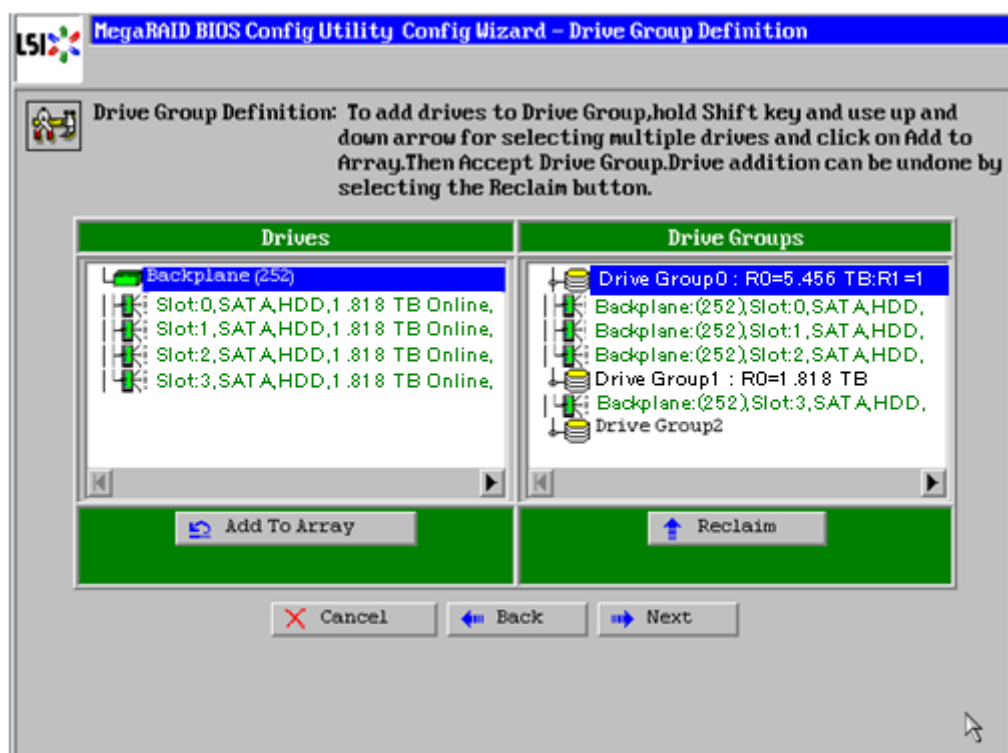 LSI
MegaRAID BIOS Config Utility Config Wizard – Drive Group Definition
Drive Group Definition: To add drives to Drive Group,hold Shift key and use up and
down arrow for selecting multiple drives and click on Add to
Array.Then Accept Drive Group.Drive addition can be undone by
selecting the Reclaim button.
Drives
Backplane (252)
Slot:0,SATA,HDD,1.818 TB Online,
Slot:1,SATA,HDD,1.818 TB Online,
Slot:2,SATA,HDD,1.818 TB Online,
Slot:3,SATA,HDD,1.818 TB Online,
Add To Array
Drive Groups
Drive Group0 : R0=5.456 TB:R1=1
Backplane:(252),Slot:0,SATA,HDD,
Backplane:(252),Slot:1,SATA,HDD,
Backplane:(252),Slot:2,SATA,HDD,
Drive Group1 : R0=1.818 TB
Backplane:(252),Slot:3,SATA,HDD,
Drive Group2
Reclaim
Cancel
Back
Next